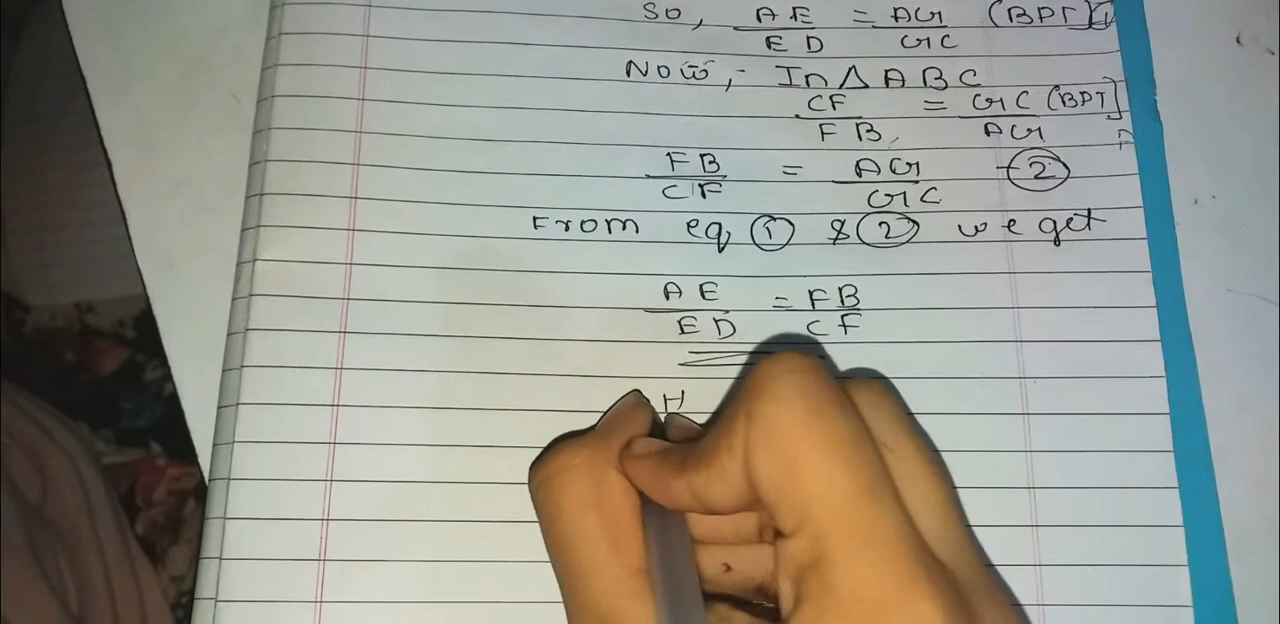 So, AE/ED = AG/GC (BPT) ①
Now, - In Δ ABC
CF/FB, = GC/AG (BPT]
FB/CF = AG/GC - ②
From eq ① & ② we get
AE/ED = FB/CF
H